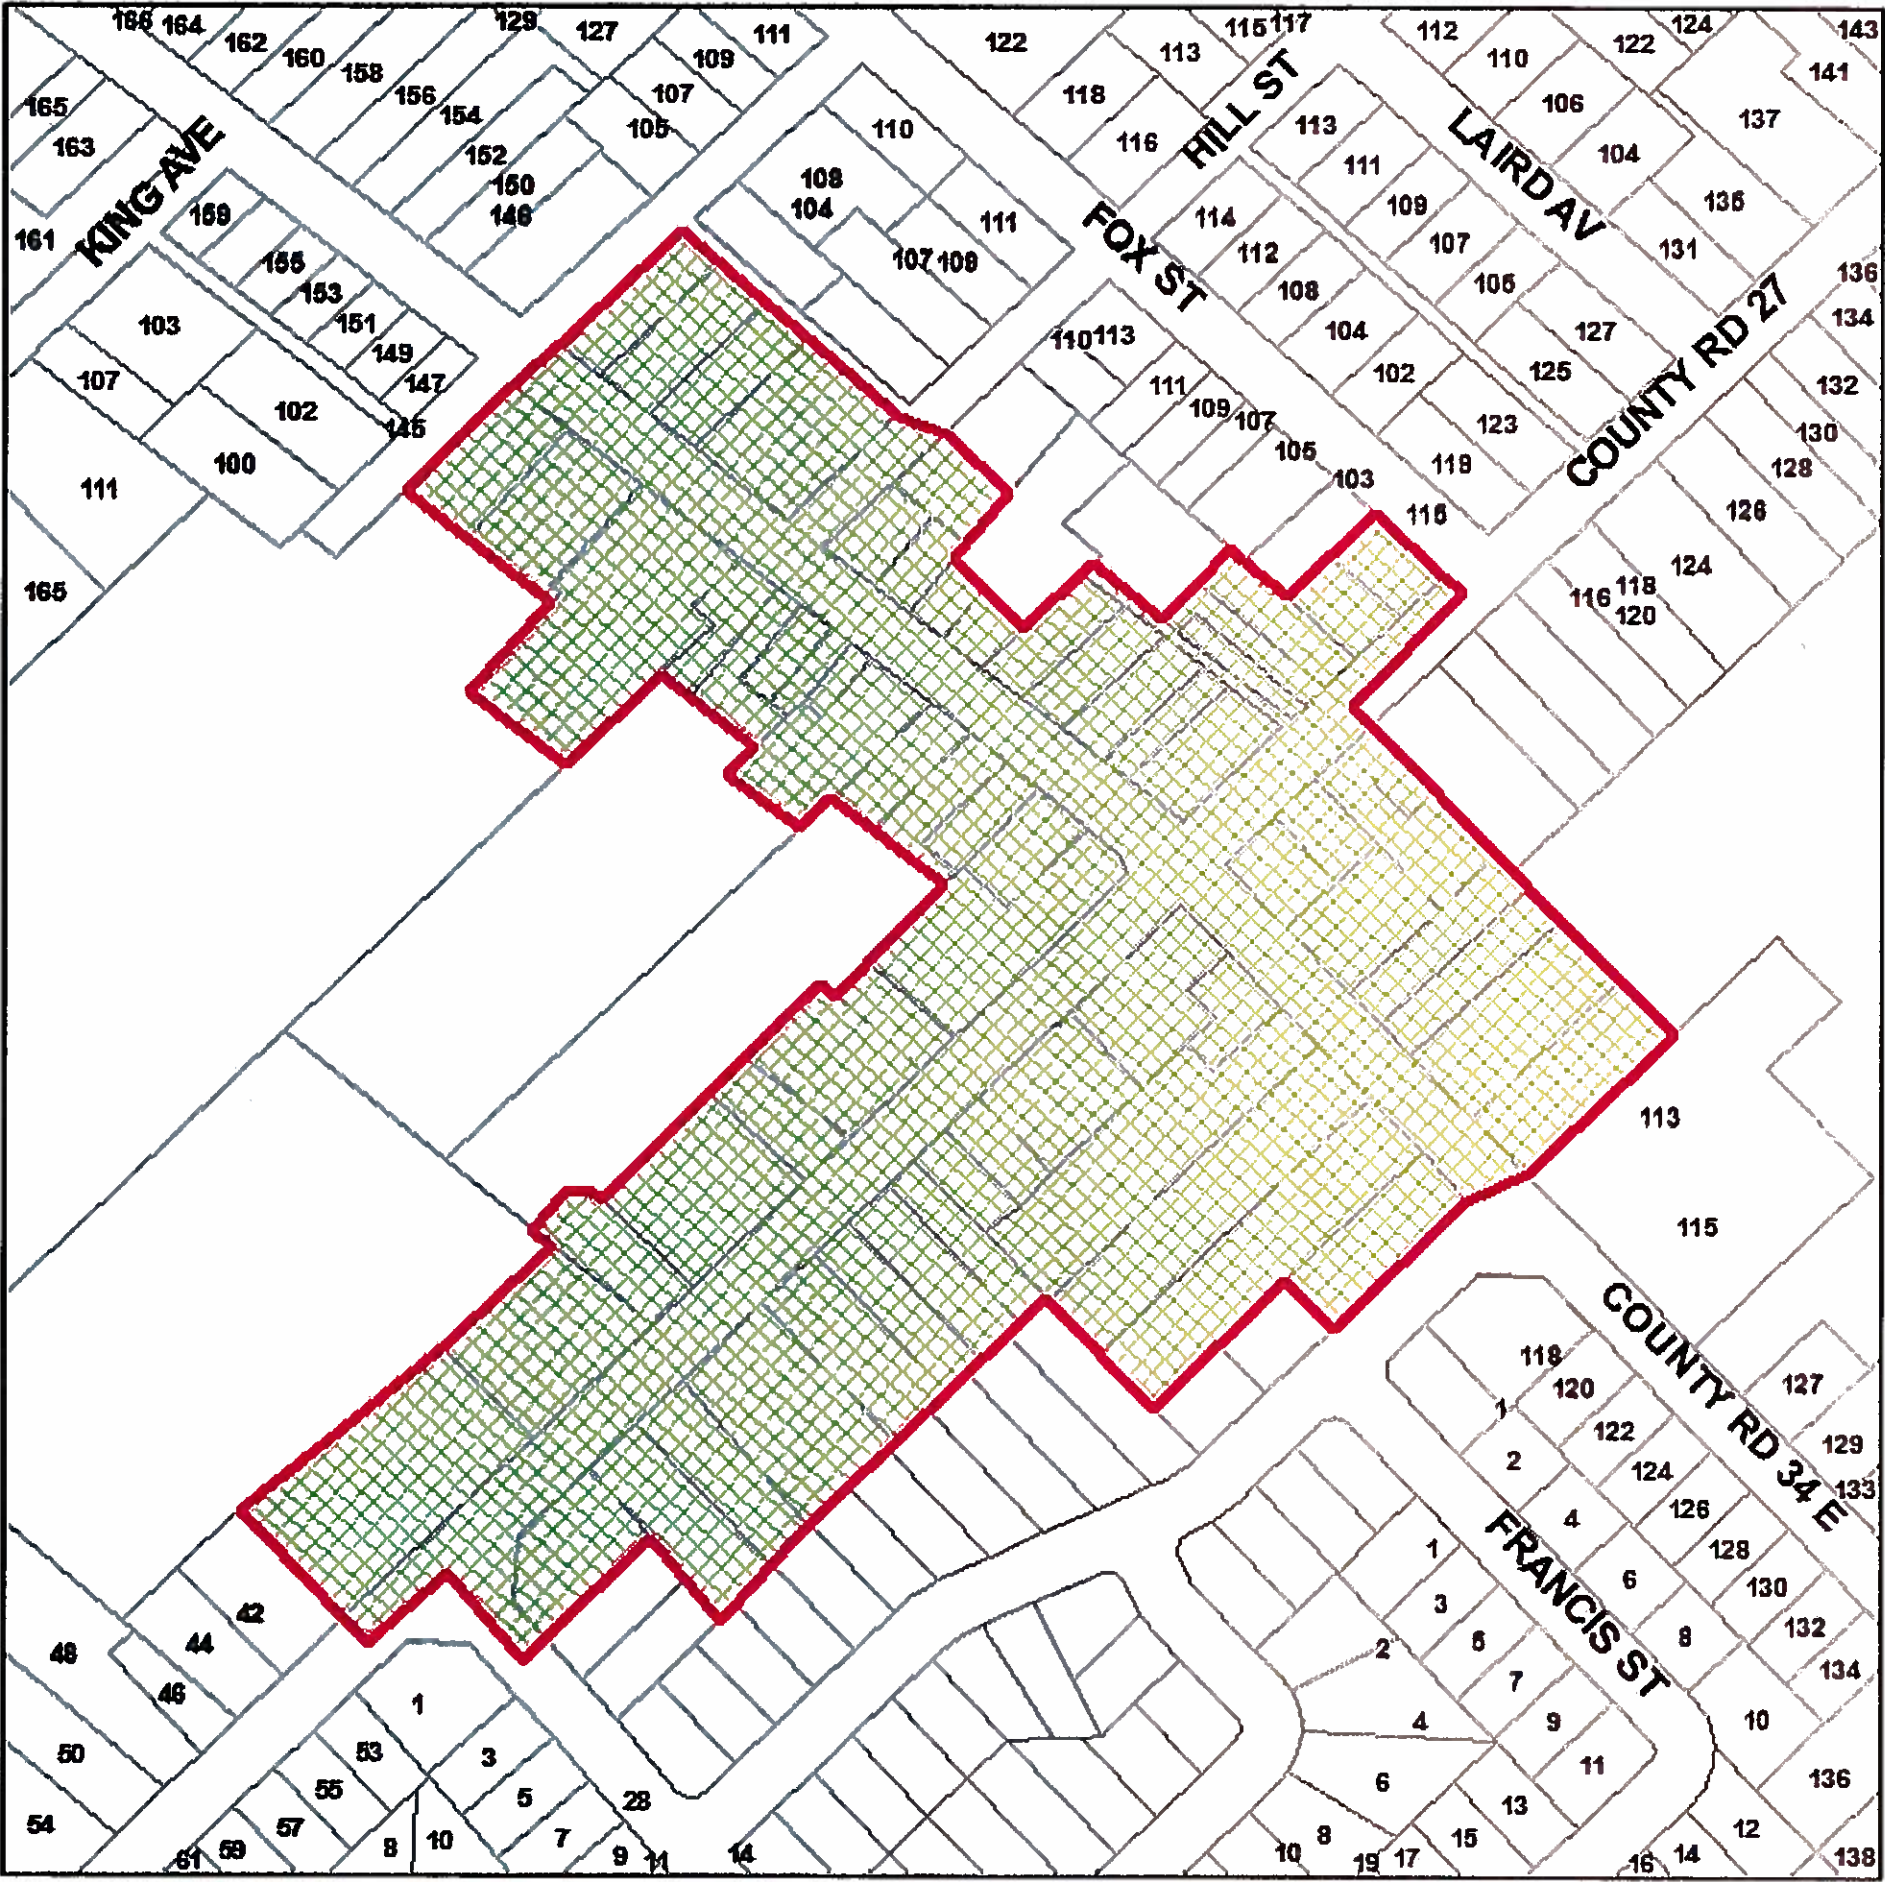 166 164 162 160 158 156 154 152 150 146
129 127 111 109 107 105
122 113 115 117 118 116
112 110 106 104 122 124 143 141 137 135 131
165 163 161
KING AVE
159 155 153 151 149 147 145
103 107 102 100 111 165
108 104 110 111 107 109
HILL ST
FOX ST
LAIRD AV
COUNTY RD 27
113 111 109 107 105 127 125
114 112 108 104 102 123 119 115
110 113 111 109 107 105 103
136 134 132 130 128 126 124 118 116 120
113
115
COUNTY RD 34 E
118 120 122 124 126 128 130 132 134 136 138
127 129 133
1 2 4 6 8 10 12 14 16
FRANCIS ST
1 3 5 7 9 11 13 15 17 19
2 4 6 8 10
42 44 46 48 50 54
1 3 5 7 9 11
53 55 57 59 61
8 10 28 14